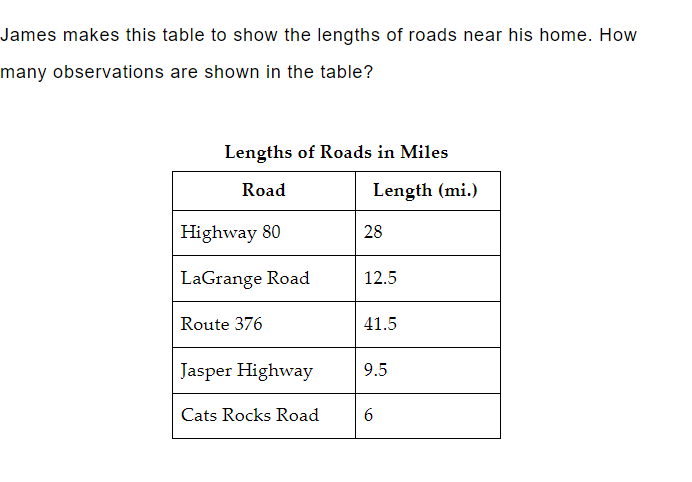 James makes this table to show the lengths of roads near his home. How
many observations are shown in the table?
Lengths of Roads in Miles
Road Length (mi.)
Highway 80 28
LaGrange Road 12.5
Route 376 41.5
Jasper Highway 9.5
Cats Rocks Road 6